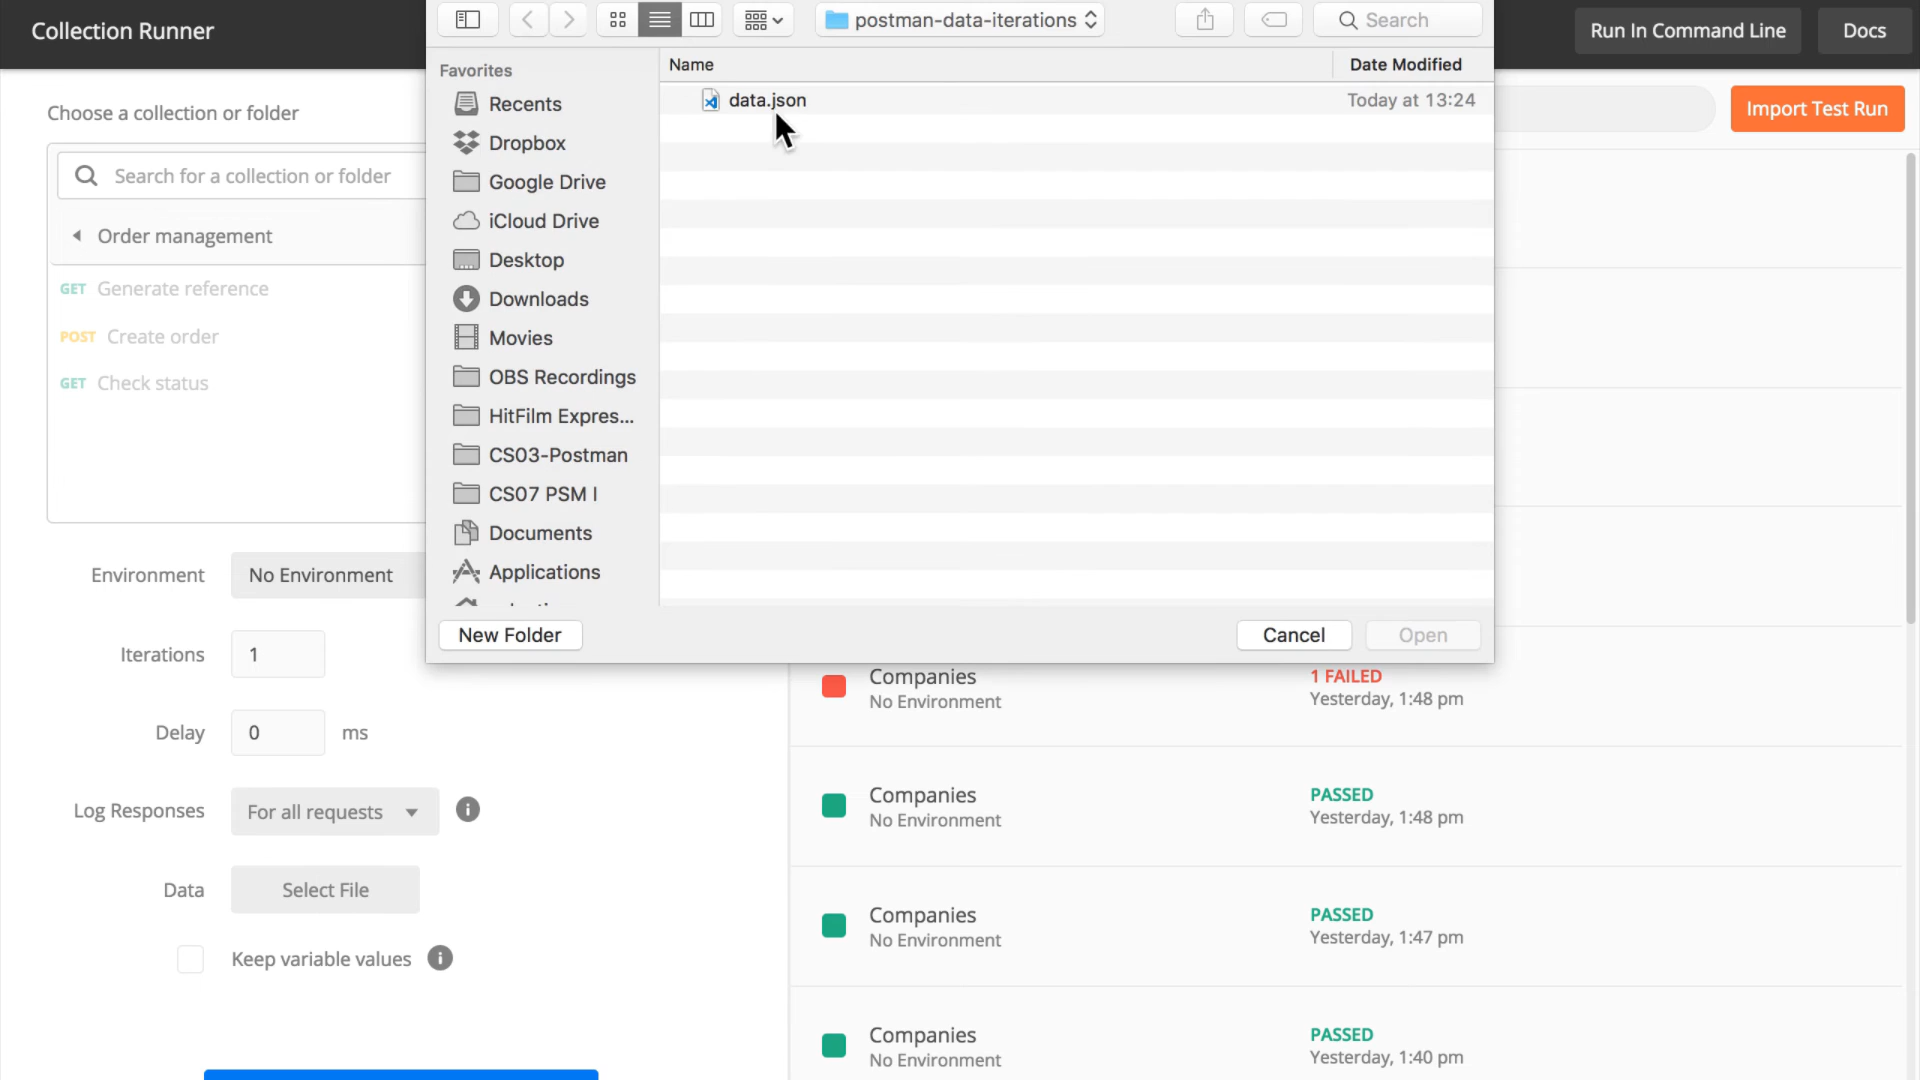 Collection Runner
postman-data-iterations
Search
Run In Command Line
Docs
Favorites
Name
Date Modified
Recents
data.json
Today at 13:24
Choose a collection or folder
Import Test Run
Dropbox
Search for a collection or folder
Google Drive
iCloud Drive
Order management
Desktop
GET Generate reference
Downloads
POST Create order
Movies
GET Check status
OBS Recordings
HitFilm Expres...
CS03-Postman
CS07 PSM I
Documents
Applications
Environment
No Environment
New Folder
Cancel
Open
Iterations
1
Companies
No Environment
1 FAILED
Yesterday, 1:48 pm
Delay
0
ms
Companies
No Environment
PASSED
Yesterday, 1:48 pm
Log Responses
For all requests
Data
Select File
Companies
No Environment
PASSED
Yesterday, 1:47 pm
Keep variable values
Companies
No Environment
PASSED
Yesterday, 1:40 pm